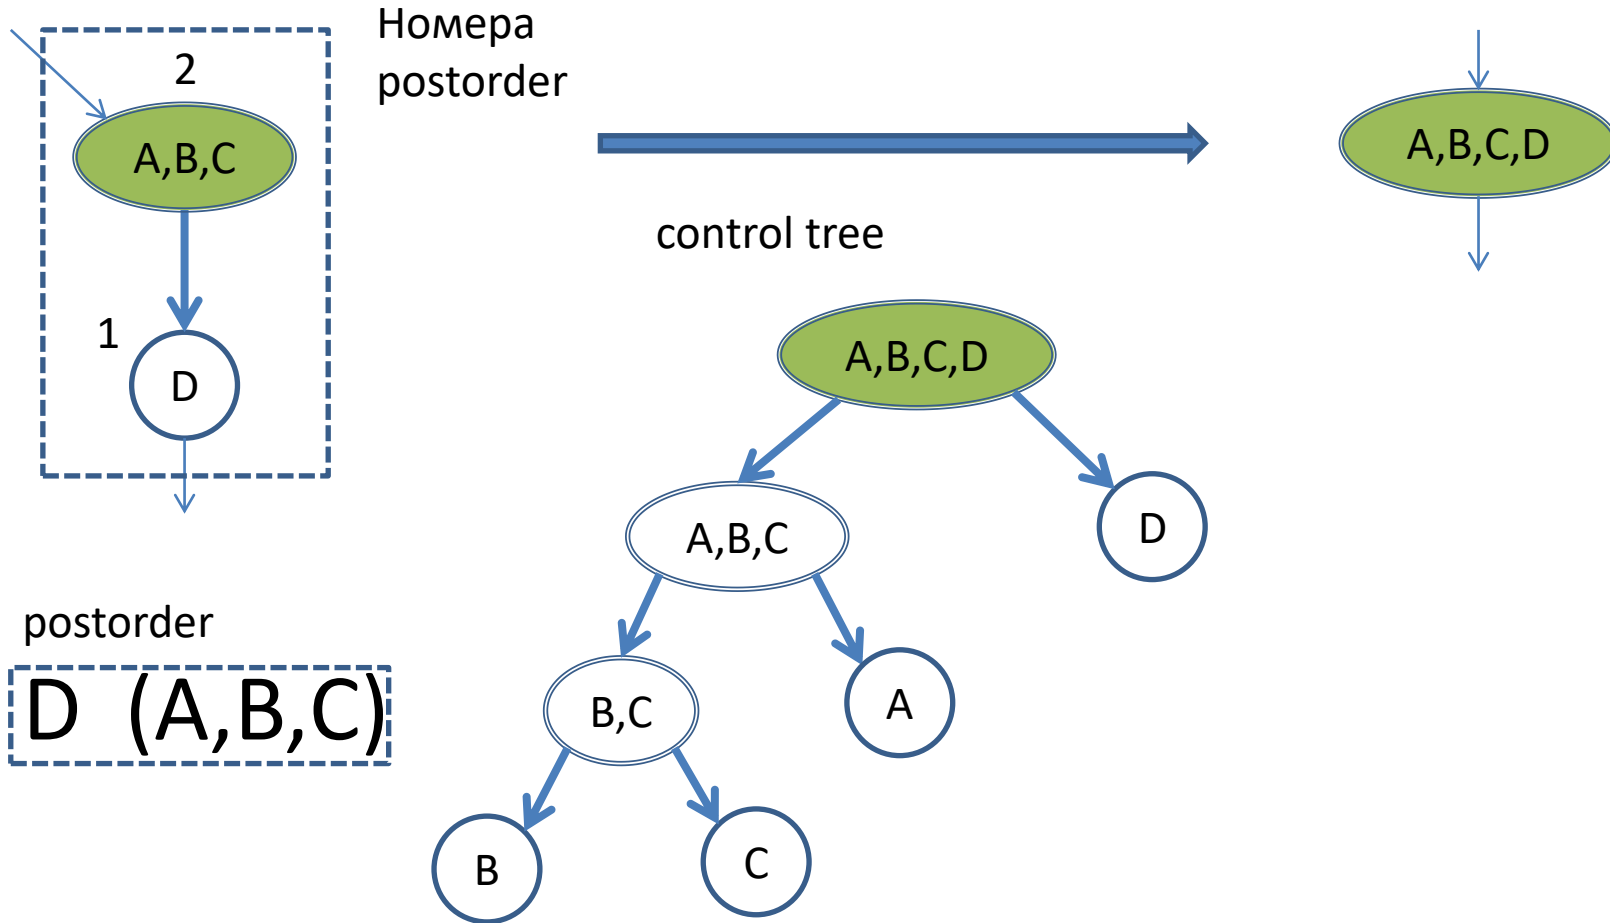 Номера
postorder
2
A,B,C
A,B,C,D
control tree
1
D
A,B,C,D
A,B,C
D
postorder
D (A,B,C)
B,C
A
B
C